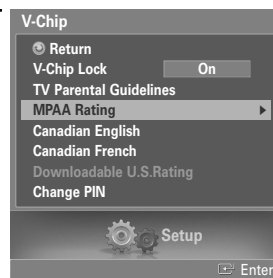 V-Chip
Return
V-Chip Lock On
TV Parental Guidelines
MPAA Rating
Canadian English
Canadian French
Downloadable U.S.Rating
Change PIN
Setup
Enter